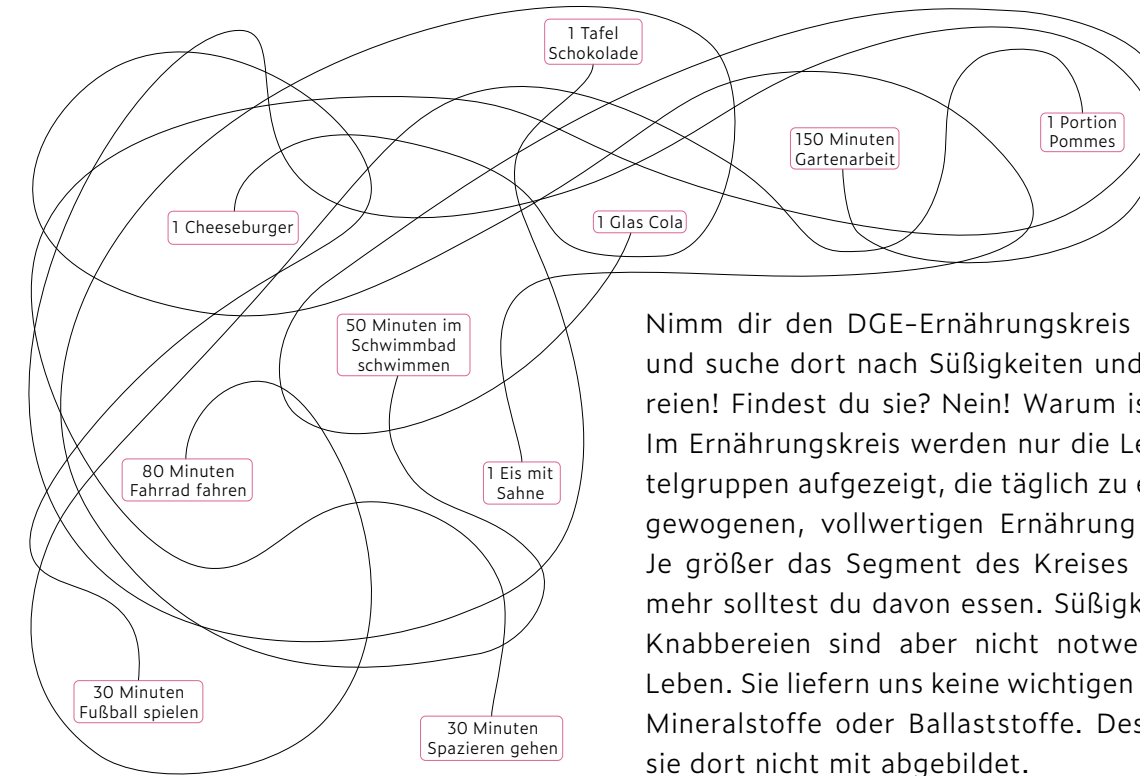 1 Tafel
Schokolade
1 Portion
Pommes
150 Minuten
Gartenarbeit
1 Cheeseburger
1 Glas Cola
50 Minuten im
Schwimmbad
schwimmen
80 Minuten
Fahrrad fahren
1 Eis mit
Sahne
30 Minuten
Fußball spielen
30 Minuten
Spazieren gehen
Nimm dir den DGE-Ernährungskreis
und suche dort nach Süßigkeiten und
reien! Findest du sie? Nein! Warum is
Im Ernährungskreis werden nur die Le
telgruppen aufgezeigt, die täglich zu e
gewogenen, vollwertigen Ernährung
Je größer das Segment des Kreises
mehr solltest du davon essen. Süßigk
Knabbereien sind aber nicht notwe
Leben. Sie liefern uns keine wichtigen
Mineralstoffe oder Ballaststoffe. Des
sie dort nicht mit abgebildet.